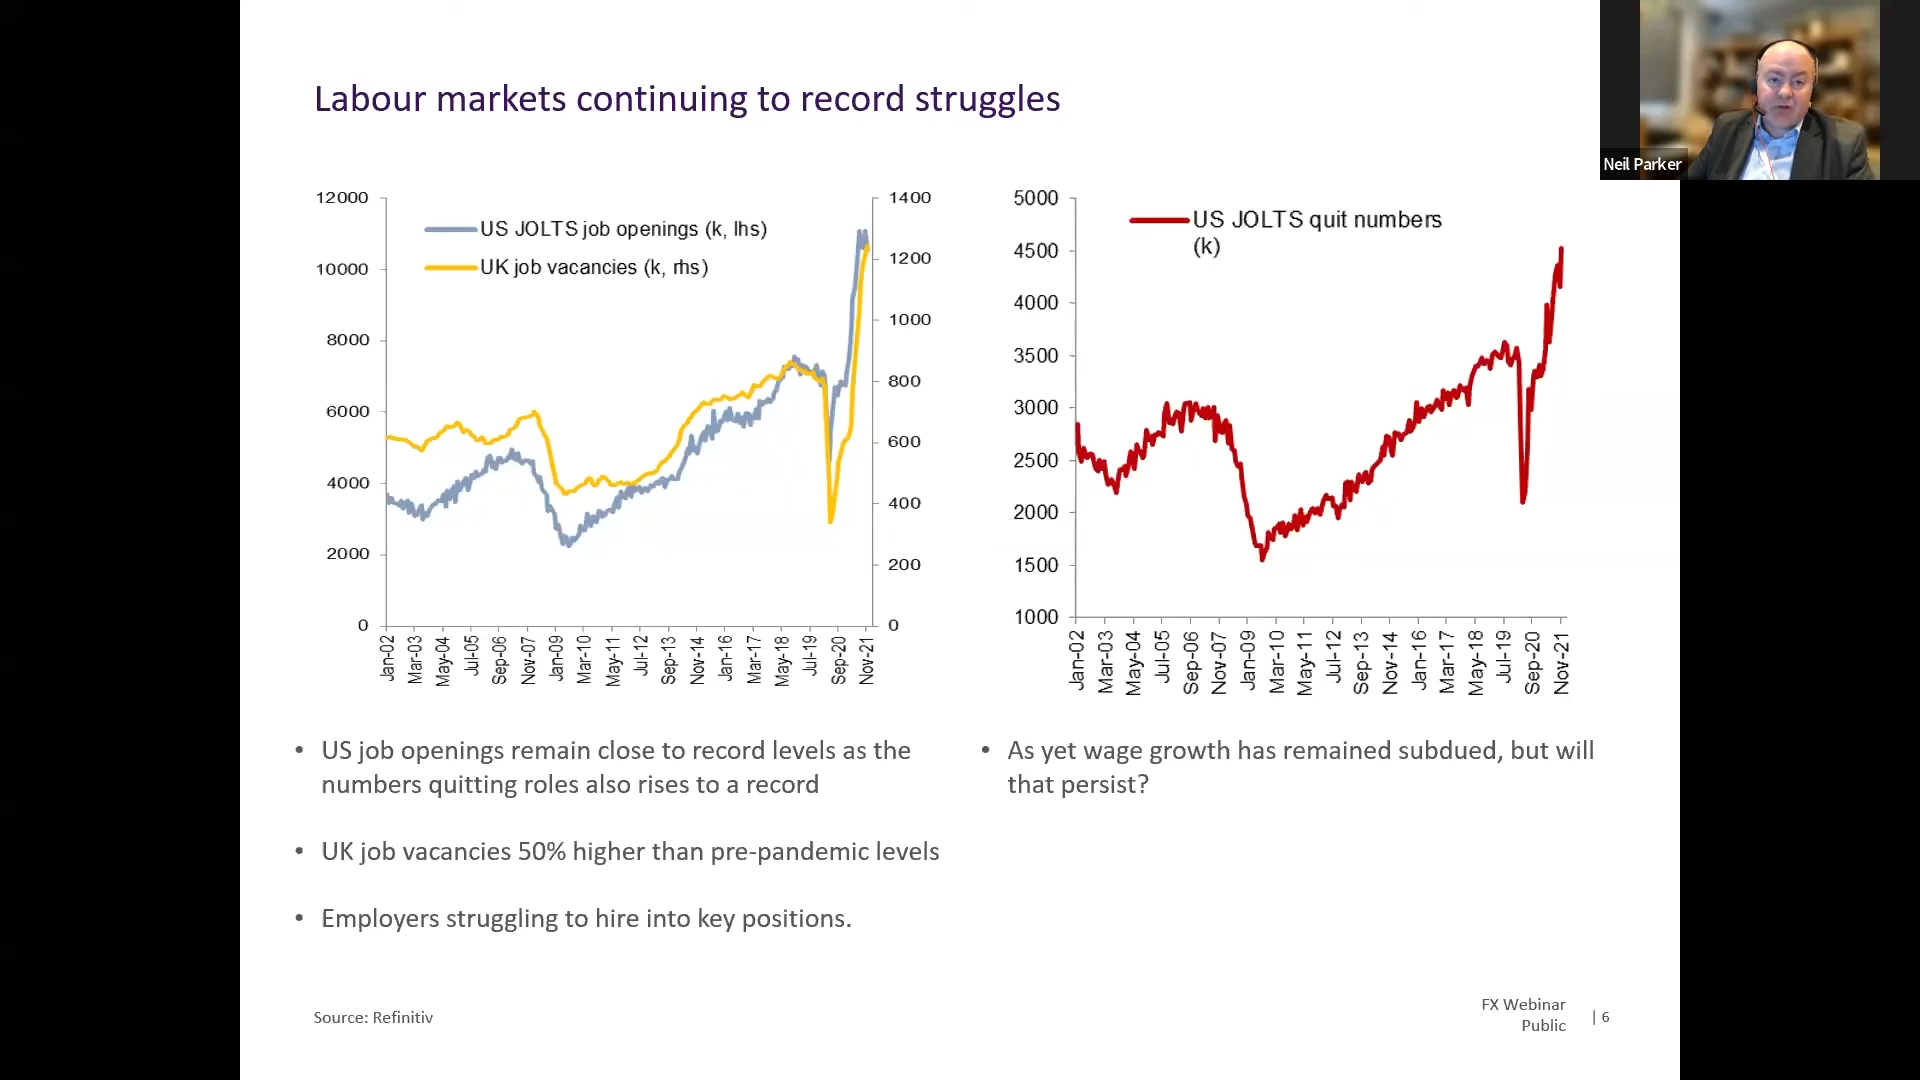 Labour markets continuing to record struggles
Neil Parker
12000
10000
8000
6000
4000
2000
0
US JOLTS job openings (k, lhs)
UK job vacancies (k, rhs)
1400
1200
1000
800
600
400
200
0
Jan-02
Mar-03
May-04
Jul-05
Sep-06
Nov-07
Jan-09
Mar-10
May-11
Jul-12
Sep-13
Nov-14
Jan-16
Mar-17
May-18
Jul-19
Sep-20
Nov-21
5000
4500
4000
3500
3000
2500
2000
1500
1000
US JOLTS quit numbers
(k)
Jan-02
Mar-03
May-04
Jul-05
Sep-06
Nov-07
Jan-09
Mar-10
May-11
Jul-12
Sep-13
Nov-14
Jan-16
Mar-17
May-18
Jul-19
Sep-20
Nov-21
• US job openings remain close to record levels as the
numbers quitting roles also rises to a record
• UK job vacancies 50% higher than pre-pandemic levels
• Employers struggling to hire into key positions.
• As yet wage growth has remained subdued, but will
that persist?
Source: Refinitiv
FX Webinar
Public
| 6